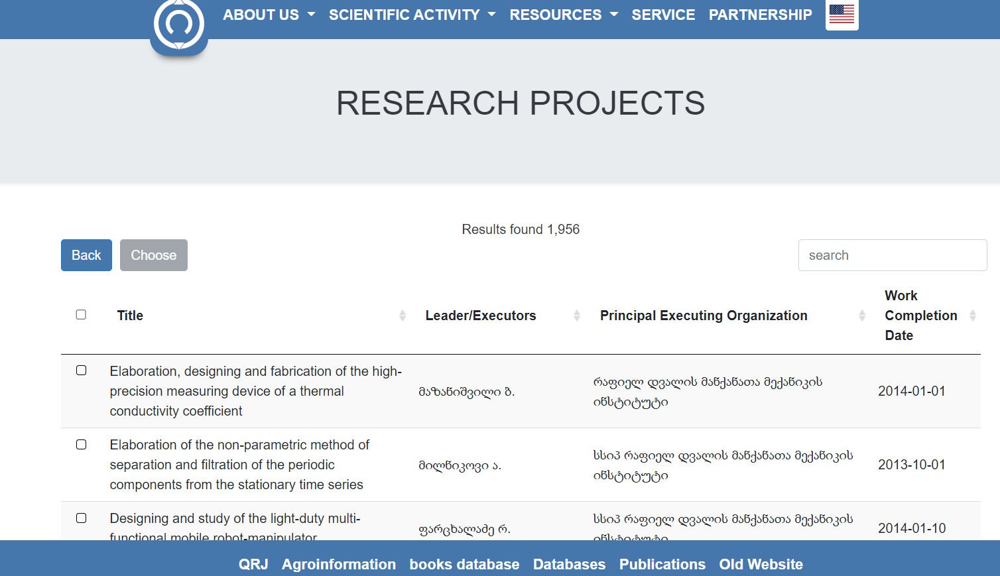 ABOUT US SCIENTIFIC ACTIVITY RESOURCES SERVICE PARTNERSHIP
RESEARCH PROJECTS
Results found 1,956
Back Choose search
Title Leader/Executors Principal Executing Organization Work Completion Date
Elaboration, designing and fabrication of the high-
precision measuring device of a thermal
conductivity coefficient
მაზანიშვილი ბ.
რაფიელ დვალის მანქანათა მექანიკის
ინსტიტუტი
2014-01-01
Elaboration of the non-parametric method of
separation and filtration of the periodic
components from the stationary time series
მილნიკოვი ა.
სსიპ რაფიელ დვალის მანქანათა მექანიკის
ინსტიტუტი
2013-10-01
Designing and study of the light-duty multi-
functional mobile robot-manipulator
ფარცხალაძე რ.
სსიპ რაფიელ დვალის მანქანათა მექანიკის
ინსტიტუტი
2014-01-10
QRJ Agroinformation books database Databases Publications Old Website